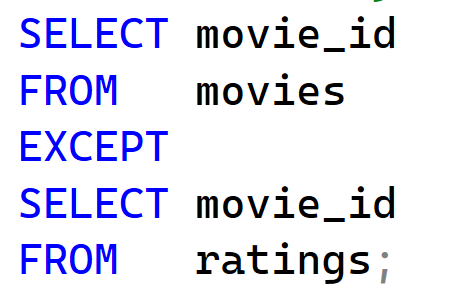 SELECT movie_id
FROM   movies
EXCEPT
SELECT movie_id
FROM   ratings;